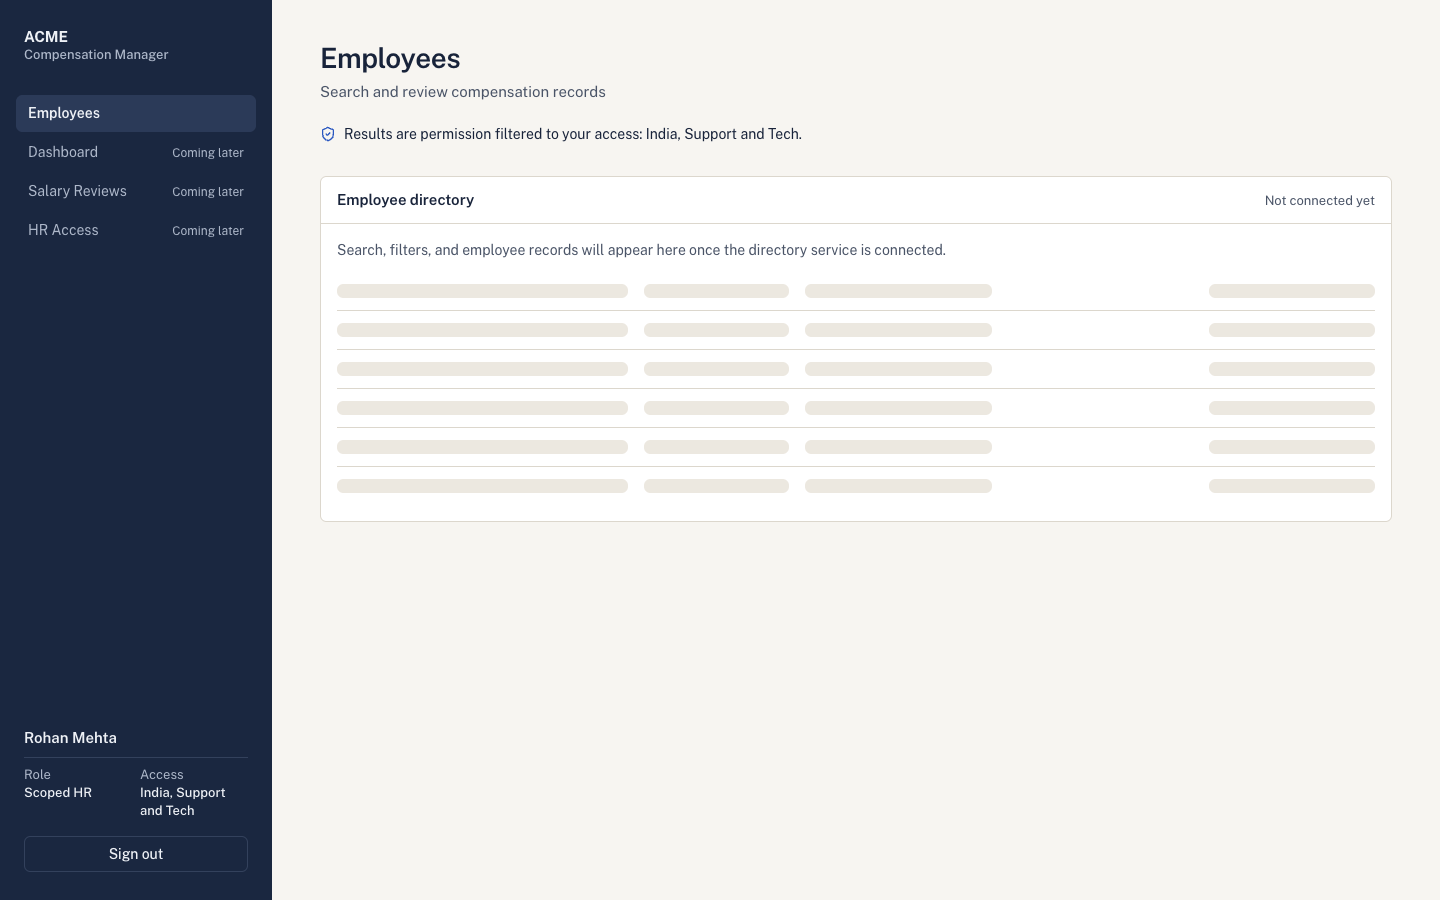 ACME
Compensation Manager
Employees
Dashboard Coming later
Salary Reviews Coming later
HR Access Coming later
Rohan Mehta
Role Access
Scoped HR India, Support
and Tech
Sign out
Employees
Search and review compensation records
Results are permission filtered to your access: India, Support and Tech.
Employee directory Not connected yet
Search, filters, and employee records will appear here once the directory service is connected.